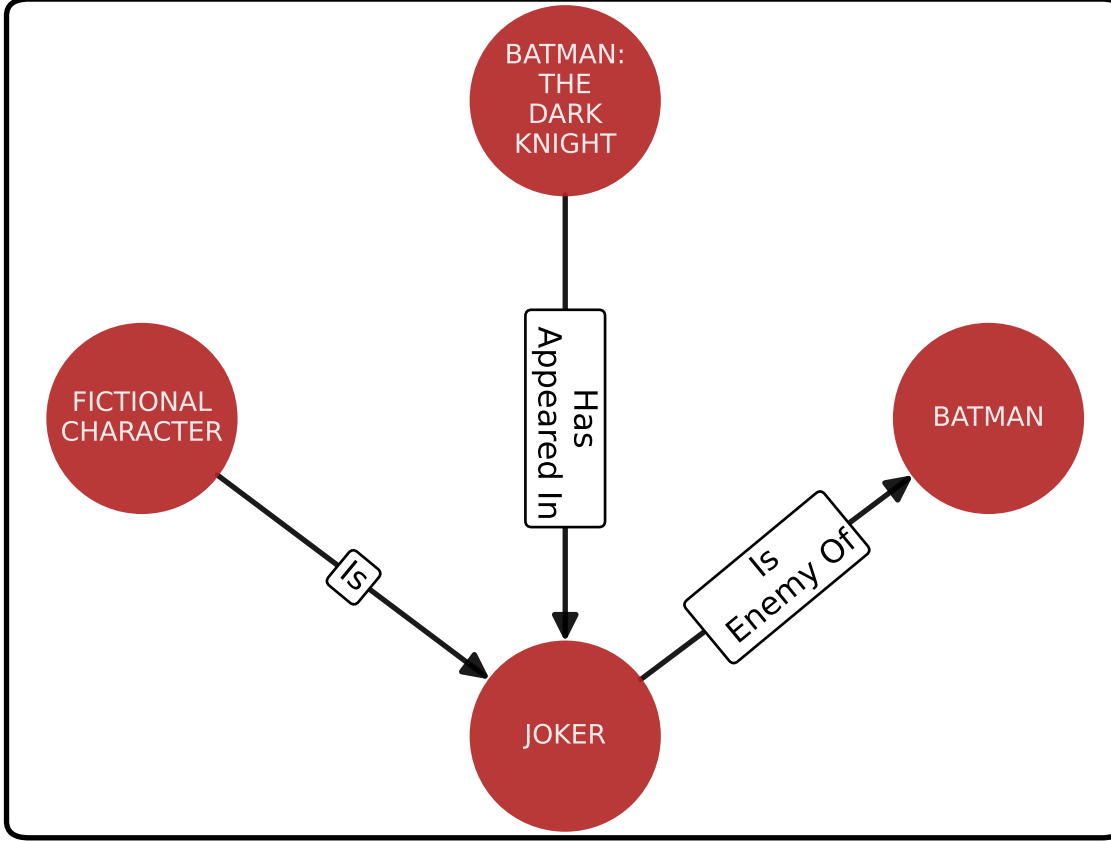 BATMAN:
THE
DARK
KNIGHT
Has
Appeared In
FICTIONAL
CHARACTER
BATMAN
Is
Is
Enemy Of
JOKER